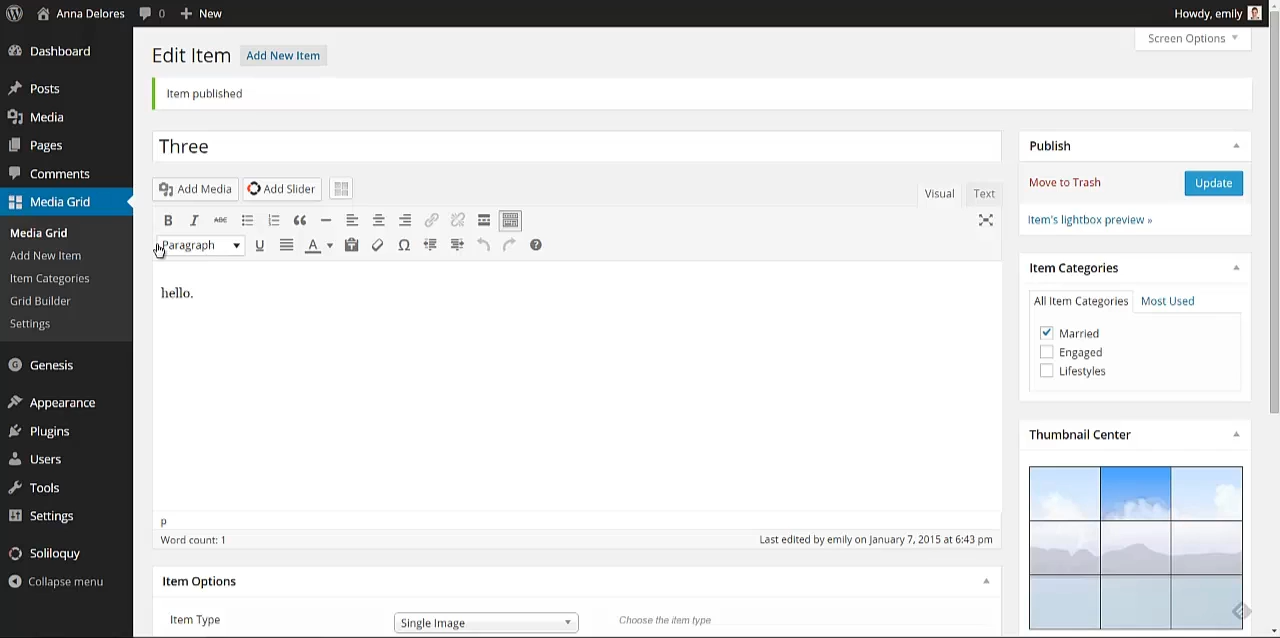 Anna Delores 0 New Howdy, emily
Screen Options
Dashboard
Posts
Media
Pages
Comments
Media Grid
Media Grid
Add New Item
Item Categories
Grid Builder
Settings
Genesis
Appearance
Plugins
Users
Tools
Settings
Soliloquy
Collapse menu
Edit Item Add New Item
Item published
Three
Add Media Add Slider
Visual Text
B I ABC
Paragraph U A Ω ?
hello.
p
Word count: 1 Last edited by emily on January 7, 2015 at 6:43 pm
Item Options
Item Type Single Image Choose the item type
Publish
Move to Trash Update
Item's lightbox preview »
Item Categories
All Item Categories Most Used
Married
Engaged
Lifestyles
Thumbnail Center